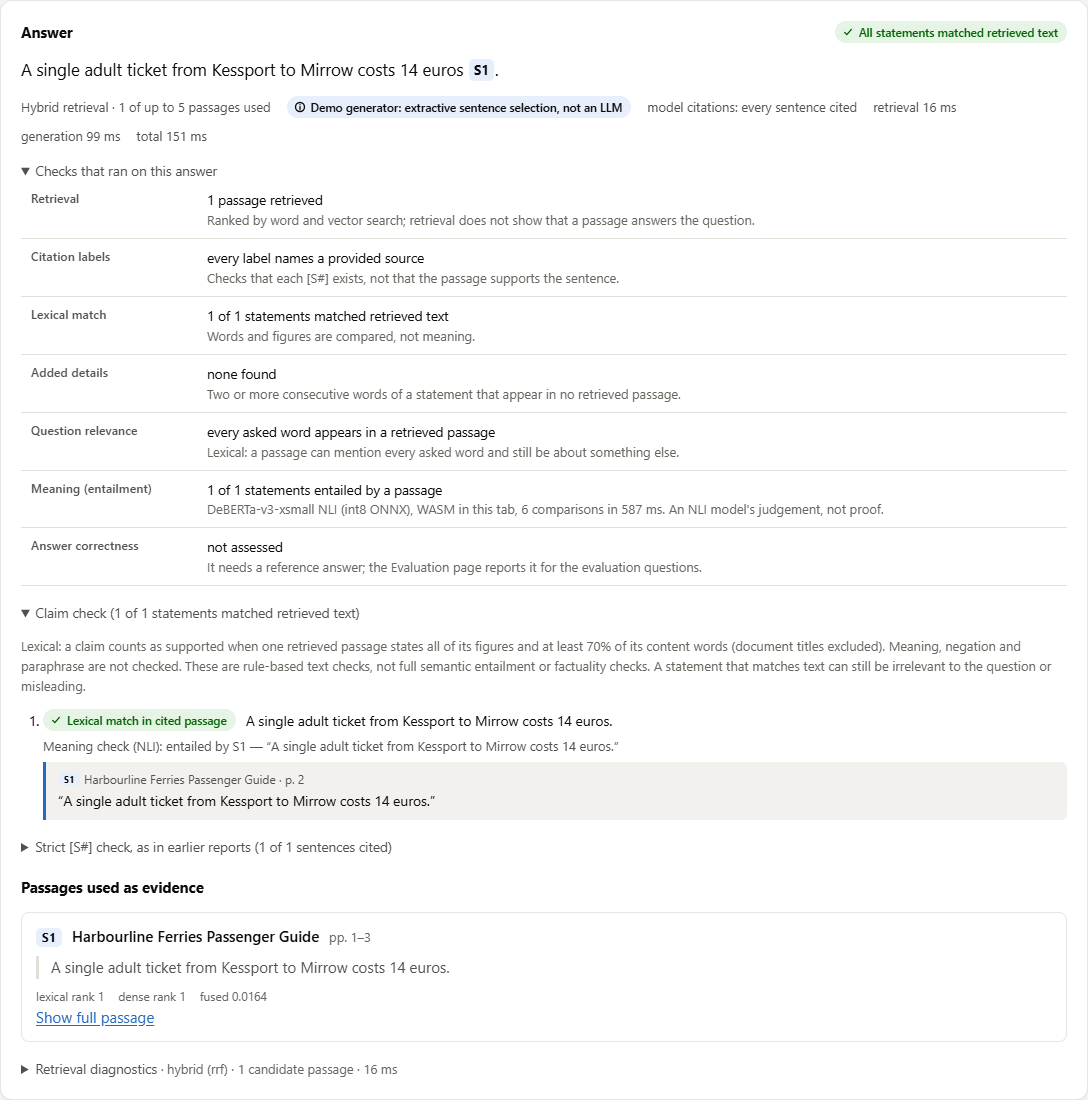 Answer
✓ All statements matched retrieved text
A single adult ticket from Kessport to Mirrow costs 14 euros S1 .
Hybrid retrieval · 1 of up to 5 passages used Demo generator: extractive sentence selection, not an LLM model citations: every sentence cited retrieval 16 ms
generation 99 ms total 151 ms
▼ Checks that ran on this answer
Retrieval 1 passage retrieved
Ranked by word and vector search; retrieval does not show that a passage answers the question.
Citation labels every label names a provided source
Checks that each [S#] exists, not that the passage supports the sentence.
Lexical match 1 of 1 statements matched retrieved text
Words and figures are compared, not meaning.
Added details none found
Two or more consecutive words of a statement that appear in no retrieved passage.
Question relevance every asked word appears in a retrieved passage
Lexical: a passage can mention every asked word and still be about something else.
Meaning (entailment) 1 of 1 statements entailed by a passage
DeBERTa-v3-xsmall NLI (int8 ONNX), WASM in this tab, 6 comparisons in 587 ms. An NLI model's judgement, not proof.
Answer correctness not assessed
It needs a reference answer; the Evaluation page reports it for the evaluation questions.
▼ Claim check (1 of 1 statements matched retrieved text)
Lexical: a claim counts as supported when one retrieved passage states all of its figures and at least 70% of its content words (document titles excluded). Meaning, negation and
paraphrase are not checked. These are rule-based text checks, not full semantic entailment or factuality checks. A statement that matches text can still be irrelevant to the question or
misleading.
1. ✓ Lexical match in cited passage A single adult ticket from Kessport to Mirrow costs 14 euros.
Meaning check (NLI): entailed by S1 — “A single adult ticket from Kessport to Mirrow costs 14 euros.”
S1 Harbourline Ferries Passenger Guide · p. 2
“A single adult ticket from Kessport to Mirrow costs 14 euros.”
▶ Strict [S#] check, as in earlier reports (1 of 1 sentences cited)
Passages used as evidence
S1 Harbourline Ferries Passenger Guide pp. 1–3
A single adult ticket from Kessport to Mirrow costs 14 euros.
lexical rank 1 dense rank 1 fused 0.0164
Show full passage
▶ Retrieval diagnostics · hybrid (rrf) · 1 candidate passage · 16 ms